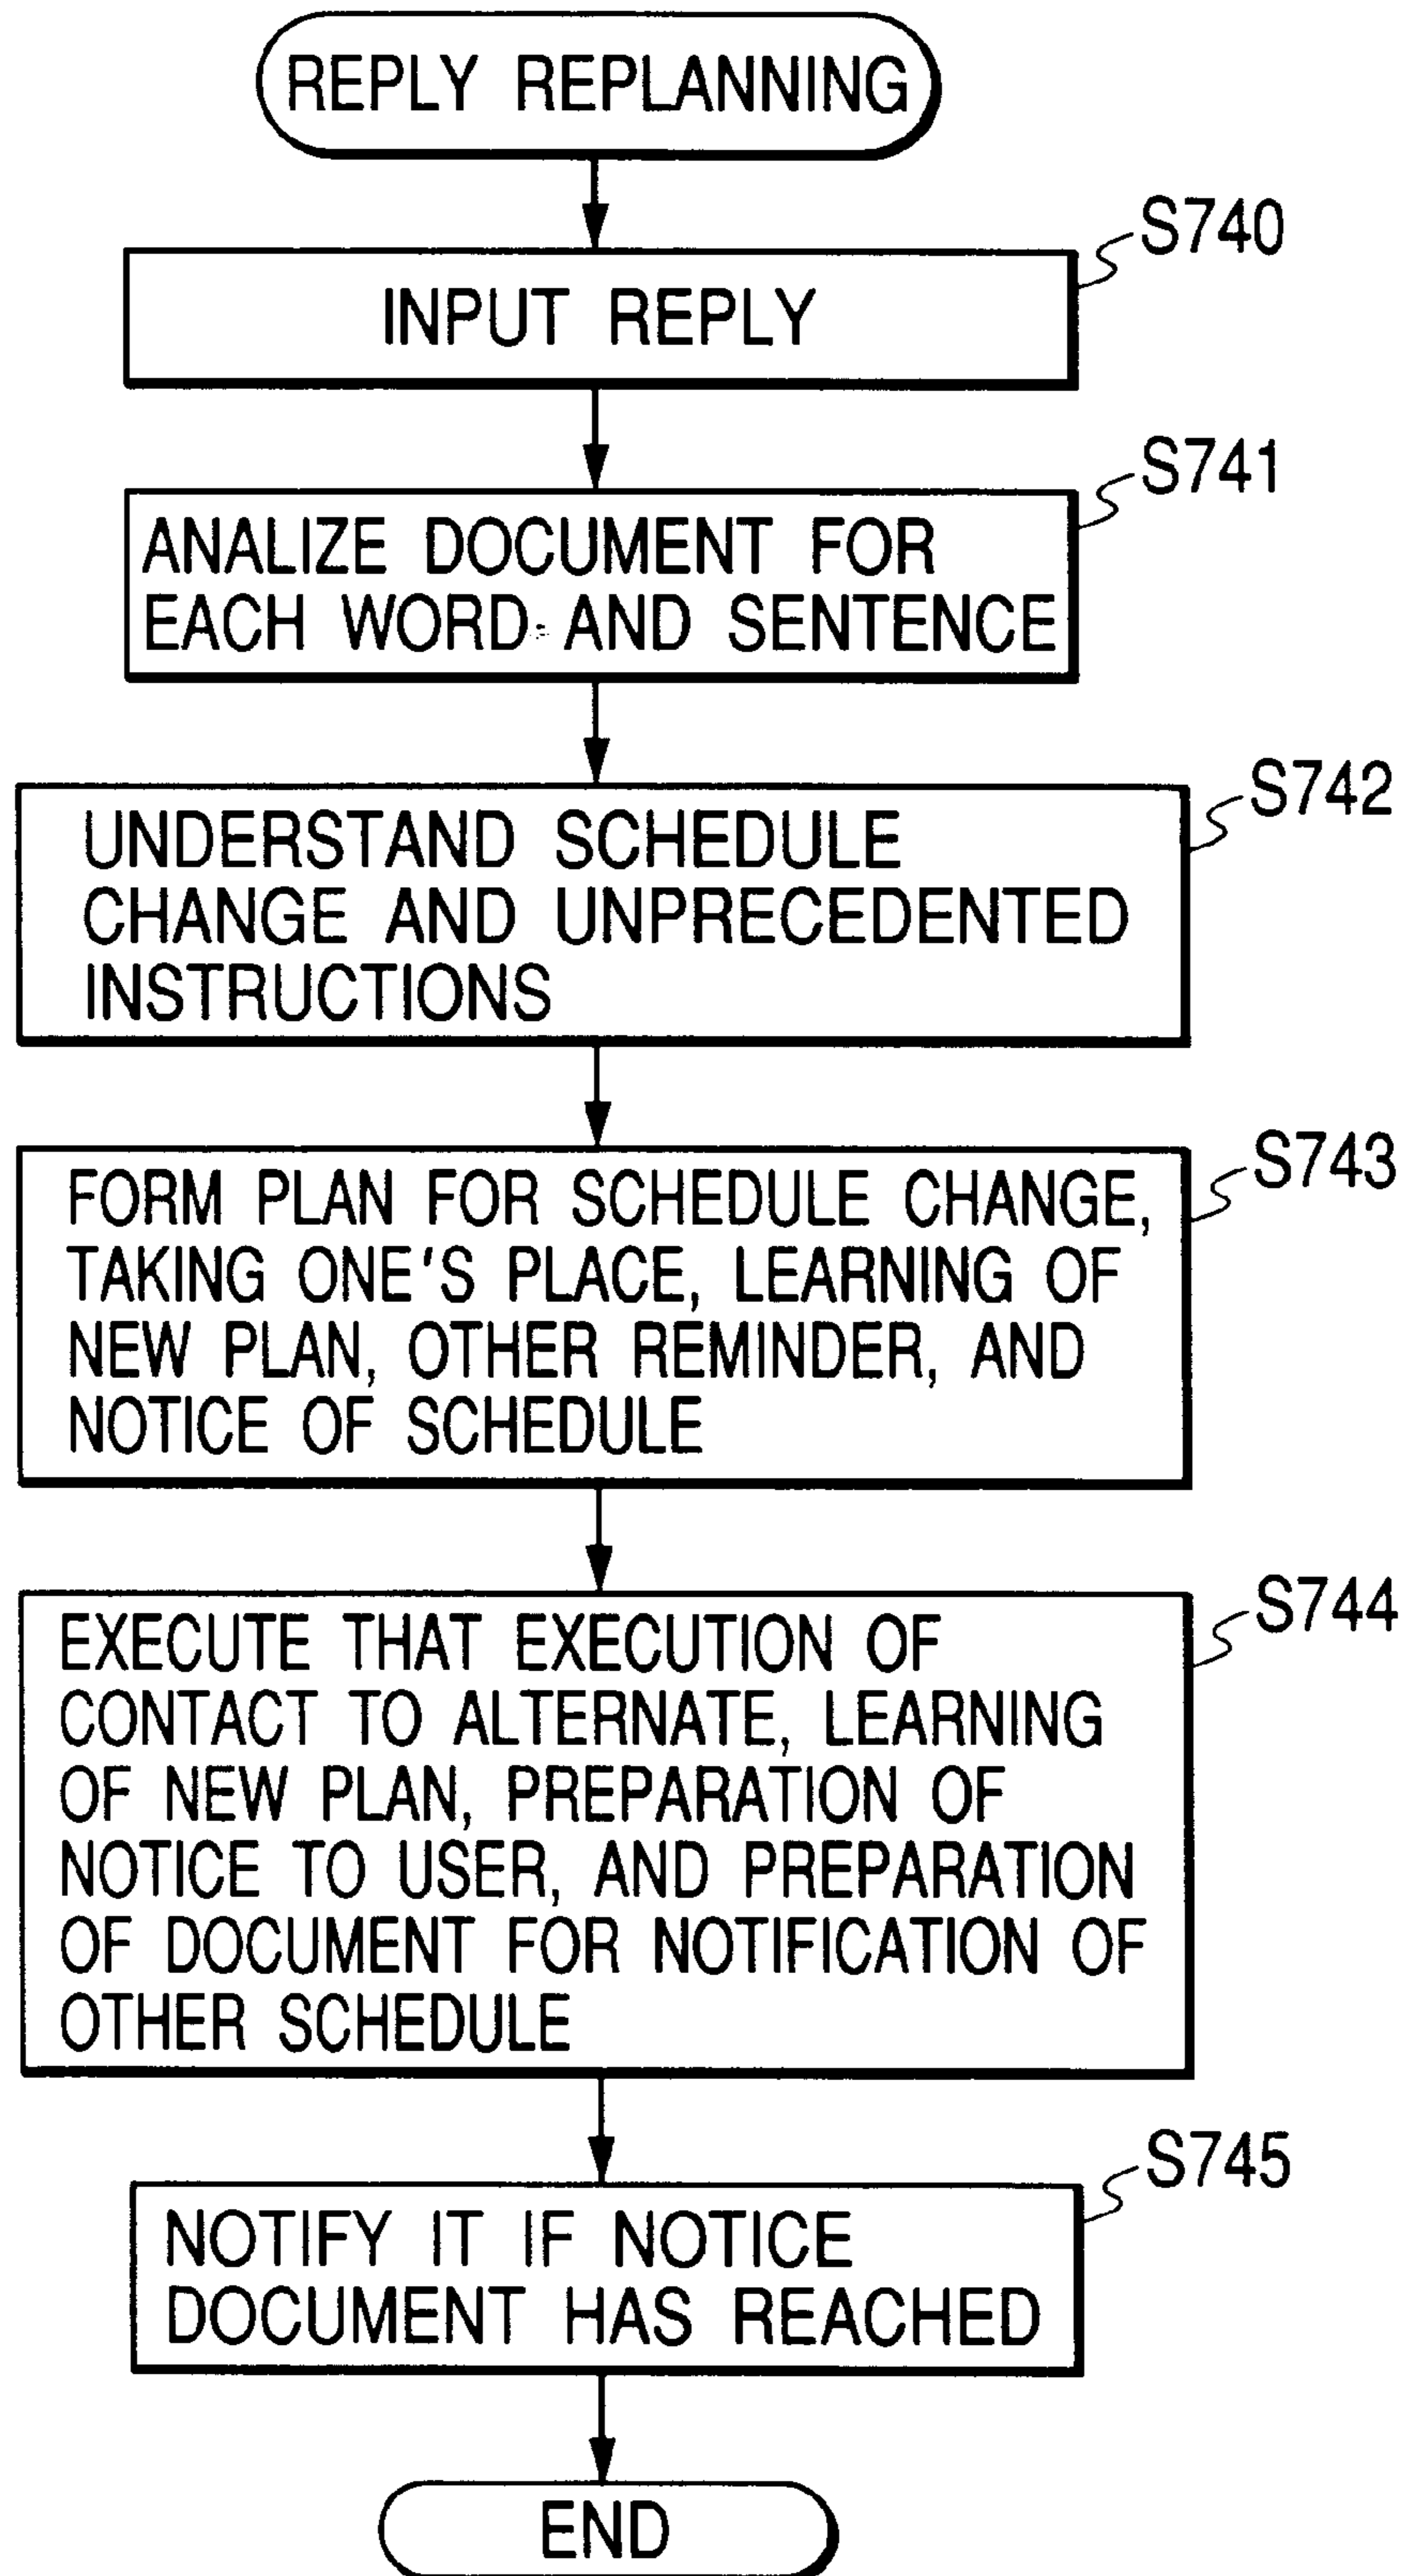 REPLY REPLANNING
S740
INPUT REPLY
S741
ANALIZE DOCUMENT FOR
EACH WORD AND SENTENCE
S742
UNDERSTAND SCHEDULE
CHANGE AND UNPRECEDENTED
INSTRUCTIONS
S743
FORM PLAN FOR SCHEDULE CHANGE,
TAKING ONE'S PLACE, LEARNING OF
NEW PLAN, OTHER REMINDER, AND
NOTICE OF SCHEDULE
S744
EXECUTE THAT EXECUTION OF
CONTACT TO ALTERNATE, LEARNING
OF NEW PLAN, PREPARATION OF
NOTICE TO USER, AND PREPARATION
OF DOCUMENT FOR NOTIFICATION OF
OTHER SCHEDULE
S745
NOTIFY IT IF NOTICE
DOCUMENT HAS REACHED
END